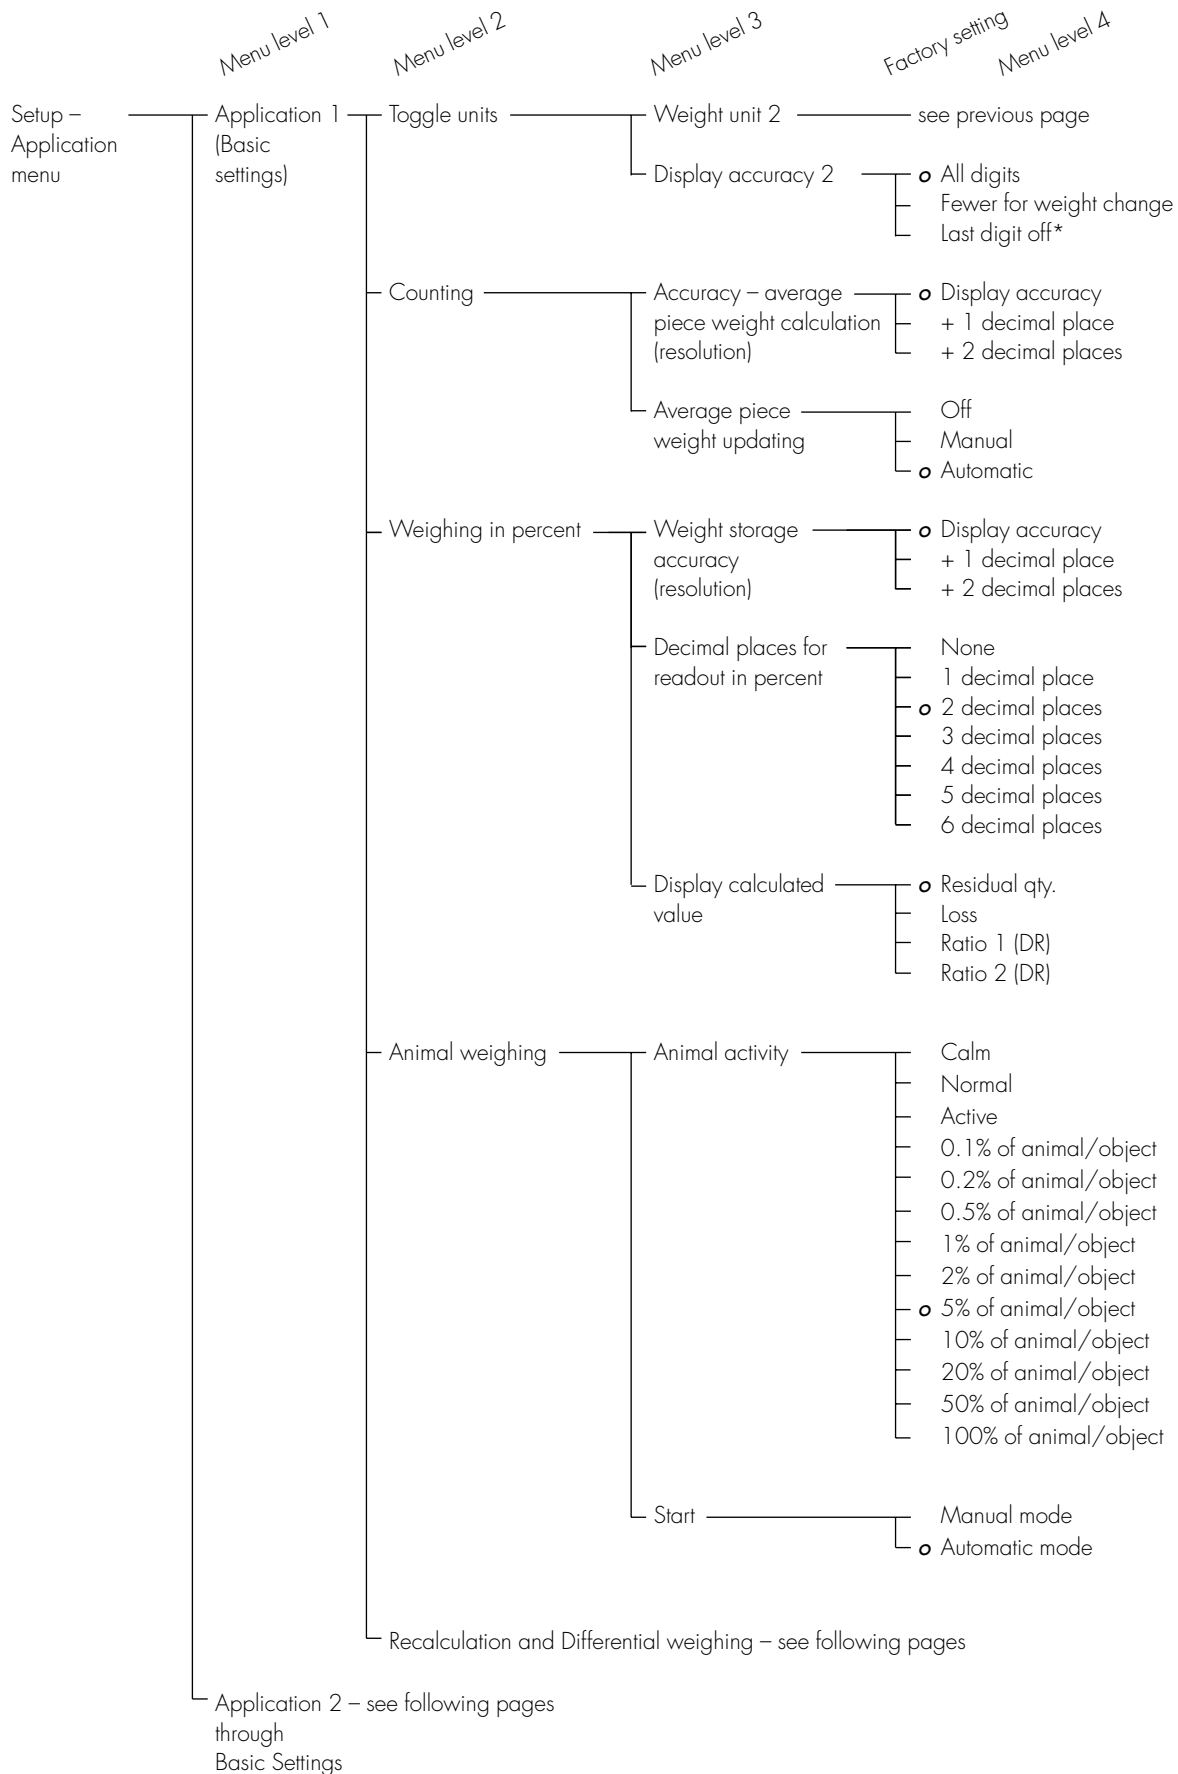 Menu level 1 Menu level 2 Menu level 3 Factory setting Menu level 4
Setup – Application 1 Toggle units Weight unit 2 see previous page
Application (Basic
menu settings) Display accuracy 2 o All digits
Fewer for weight change
Last digit off*
Counting Accuracy – average o Display accuracy
piece weight calculation + 1 decimal place
(resolution) + 2 decimal places
Average piece Off
weight updating Manual
o Automatic
Weighing in percent Weight storage o Display accuracy
accuracy + 1 decimal place
(resolution) + 2 decimal places
Decimal places for None
readout in percent 1 decimal place
o 2 decimal places
3 decimal places
4 decimal places
5 decimal places
6 decimal places
Display calculated o Residual qty.
value Loss
Ratio 1 (DR)
Ratio 2 (DR)
Animal weighing Animal activity Calm
Normal
Active
0.1% of animal/object
0.2% of animal/object
0.5% of animal/object
1% of animal/object
2% of animal/object
o 5% of animal/object
10% of animal/object
20% of animal/object
50% of animal/object
100% of animal/object
Start Manual mode
o Automatic mode
Recalculation and Differential weighing – see following pages
Application 2 – see following pages
through
Basic Settings